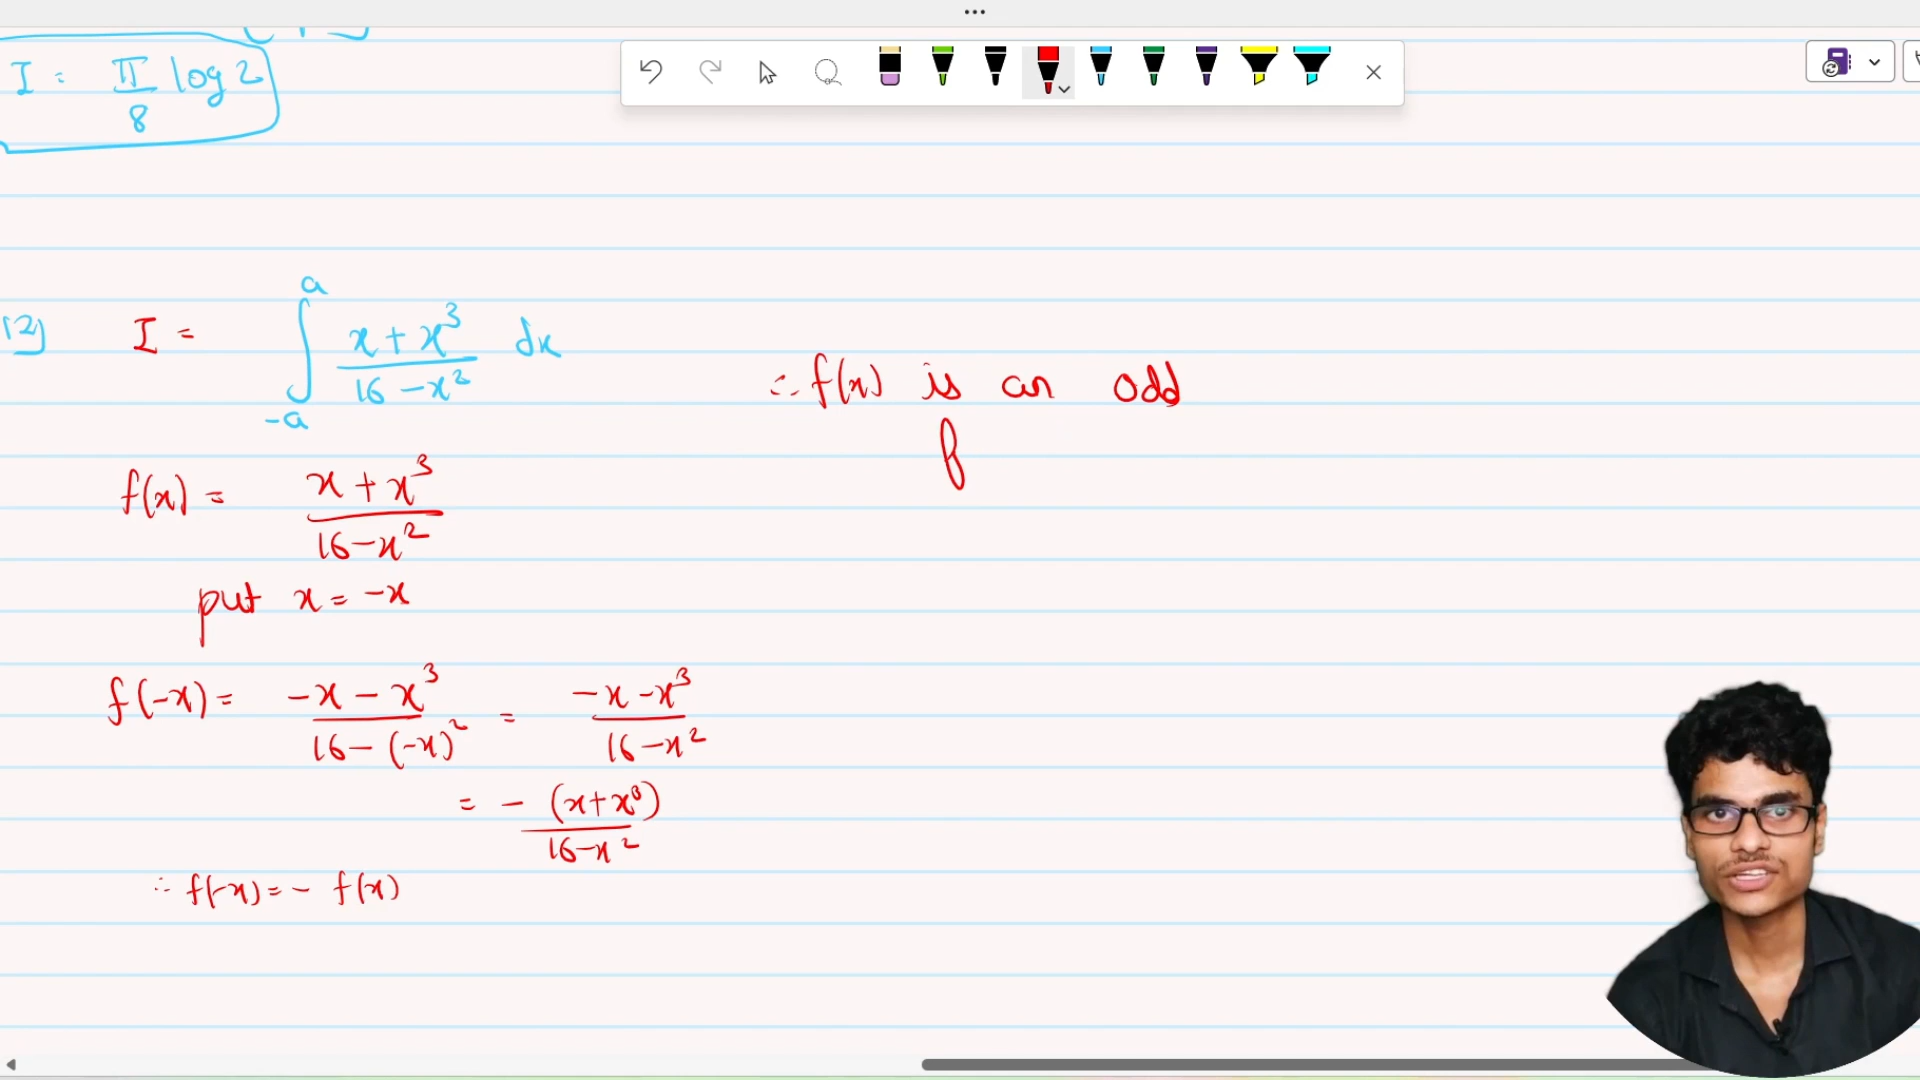 I = π/8 log 2
12] I = ∫_{-a}^{a} (x + x³)/(16 - x²) dx
f(x) = (x + x³)/(16 - x²)
put x = -x
f(-x) = (-x - x³)/(16 - (-x)²) = (-x - x³)/(16 - x²)
= -(x + x³)/(16 - x²)
∴ f(-x) = - f(x)
∴ f(x) is an odd
f